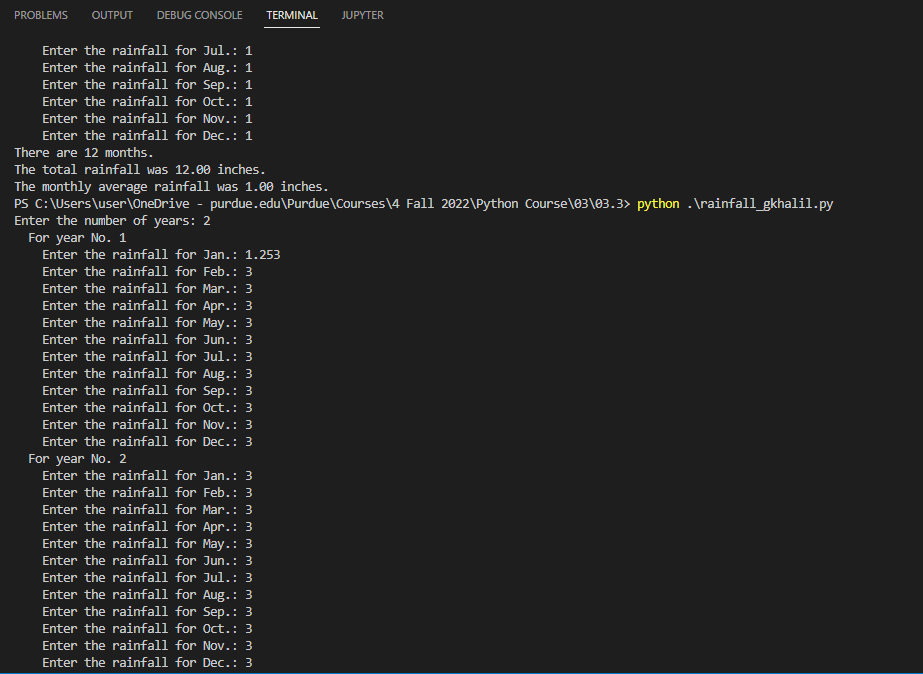 PROBLEMS OUTPUT DEBUG CONSOLE TERMINAL JUPYTER
Enter the rainfall for Jul.: 1
Enter the rainfall for Aug.: 1
Enter the rainfall for Sep.: 1
Enter the rainfall for Oct.: 1
Enter the rainfall for Nov.: 1
Enter the rainfall for Dec.: 1
There are 12 months.
The total rainfall was 12.00 inches.
The monthly average rainfall was 1.00 inches.
PS C:\Users\user\OneDrive - purdue.edu\Purdue\Courses\4 Fall 2022\Python Course\03\03.3> python .\rainfall_gkhalil.py
Enter the number of years: 2
For year No. 1
Enter the rainfall for Jan.: 1.253
Enter the rainfall for Feb.: 3
Enter the rainfall for Mar.: 3
Enter the rainfall for Apr.: 3
Enter the rainfall for May.: 3
Enter the rainfall for Jun.: 3
Enter the rainfall for Jul.: 3
Enter the rainfall for Aug.: 3
Enter the rainfall for Sep.: 3
Enter the rainfall for Oct.: 3
Enter the rainfall for Nov.: 3
Enter the rainfall for Dec.: 3
For year No. 2
Enter the rainfall for Jan.: 3
Enter the rainfall for Feb.: 3
Enter the rainfall for Mar.: 3
Enter the rainfall for Apr.: 3
Enter the rainfall for May.: 3
Enter the rainfall for Jun.: 3
Enter the rainfall for Jul.: 3
Enter the rainfall for Aug.: 3
Enter the rainfall for Sep.: 3
Enter the rainfall for Oct.: 3
Enter the rainfall for Nov.: 3
Enter the rainfall for Dec.: 3